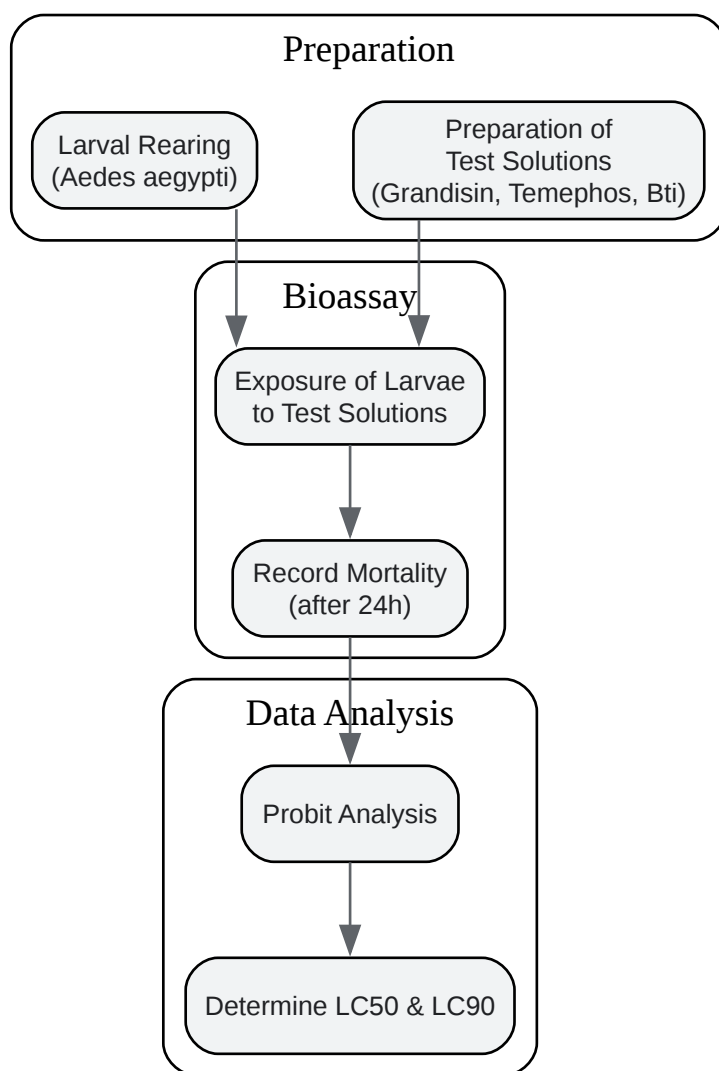 Preparation
Larval Rearing
(Aedes aegypti)
Preparation of
Test Solutions
(Grandisin, Temephos, Bti)
Bioassay
Exposure of Larvae
to Test Solutions
Record Mortality
(after 24h)
Data Analysis
Probit Analysis
Determine LC50 & LC90